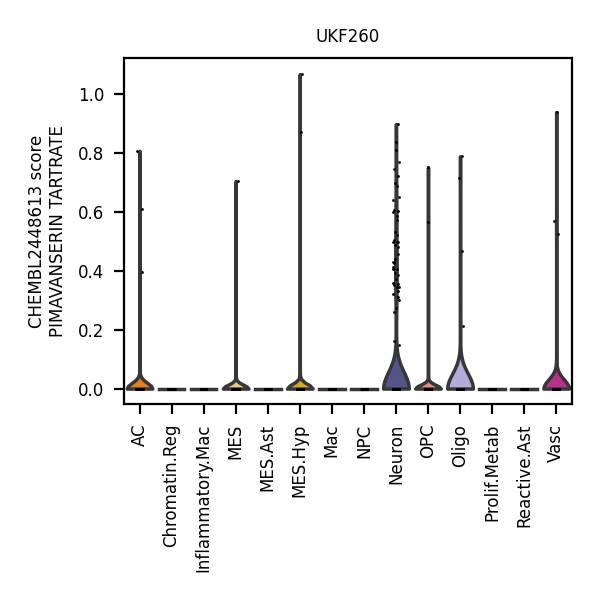 UKF260
CHEMBL2448613 score
PIMAVANSERIN TARTRATE
1.0
0.8
0.6
0.4
0.2
0.0
AC
Chromatin.Reg
Inflammatory.Mac
MES
MES.Ast
MES.Hyp
Mac
NPC
Neuron
OPC
Oligo
Prolif.Metab
Reactive.Ast
Vasc